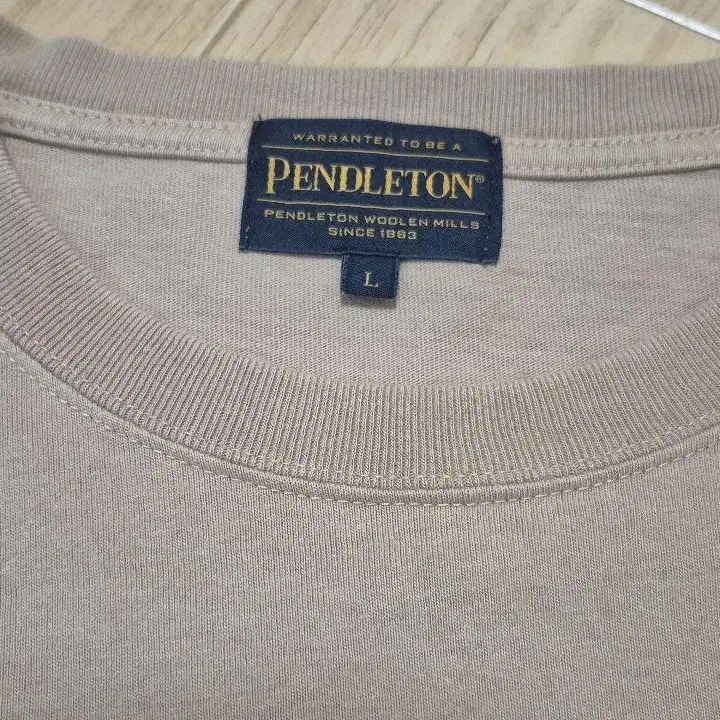 WARRANTED TO BE A
PENDLETON®
PENDLETON WOOLEN MILLS
SINCE 1863
L